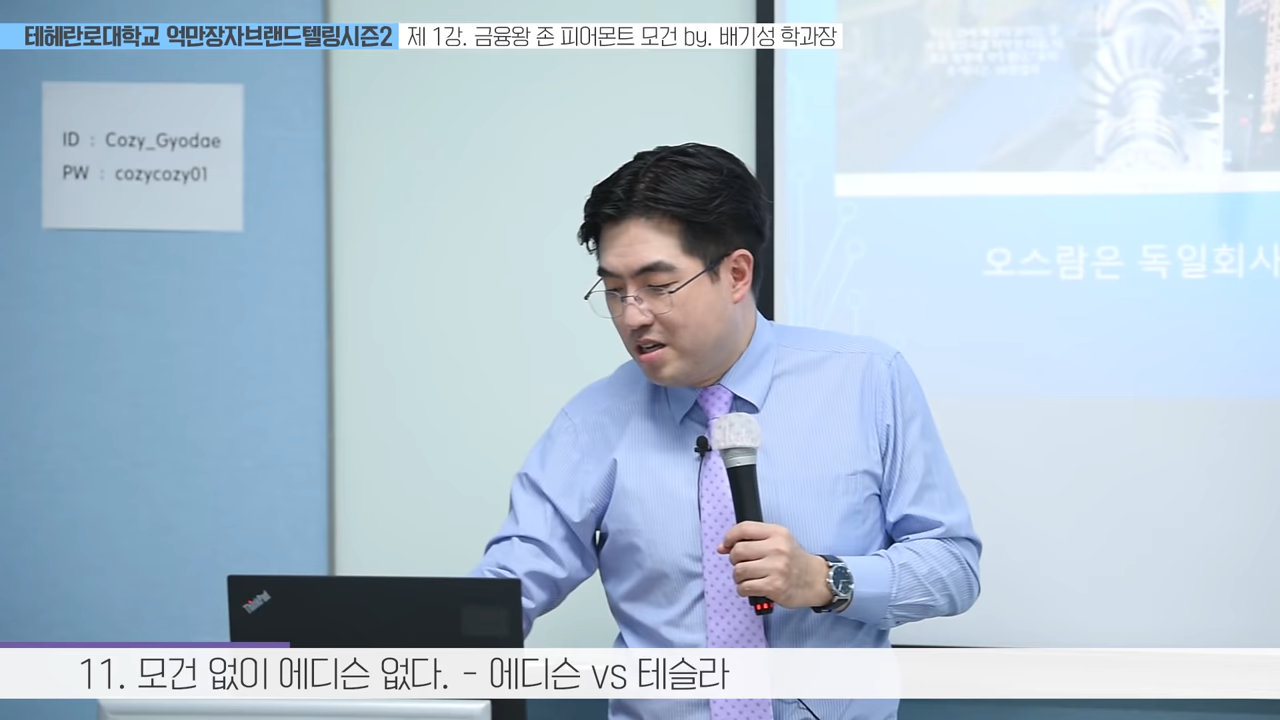 테헤란로대학교 억만장자브랜드텔링시즌2 제 1강. 금융왕 존 피어몬트 모건 by. 배기성 학과장
ID : Cozy_Gyodae
PW : cozycozy01
오스람은 독일회사
ThinkPad
11. 모건 없이 에디슨 없다. - 에디슨 vs 테슬라